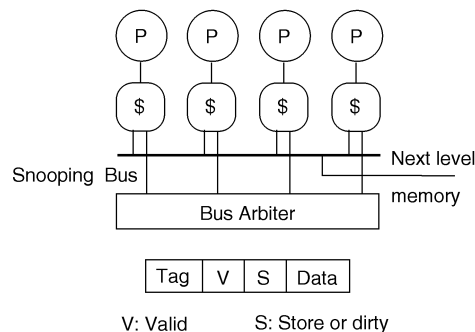 P P P P
$ $ $ $
Snooping Bus
Next level
memory
Bus Arbiter
Tag V S Data
V: Valid S: Store or dirty